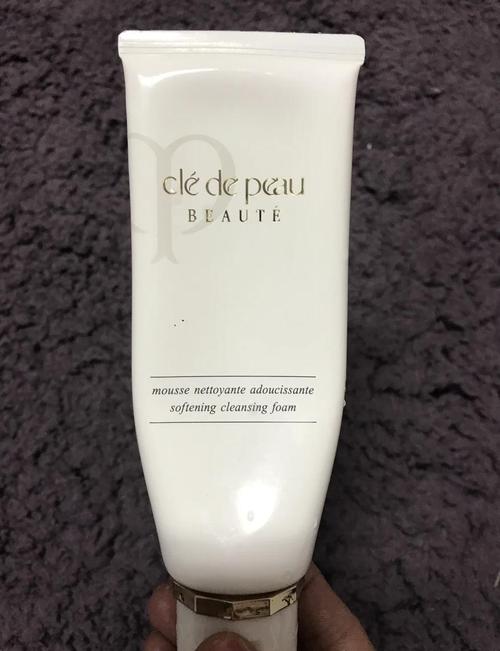 clé de peau
BEAUTÉ
mousse nettoyante adoucissante
softening cleansing foam